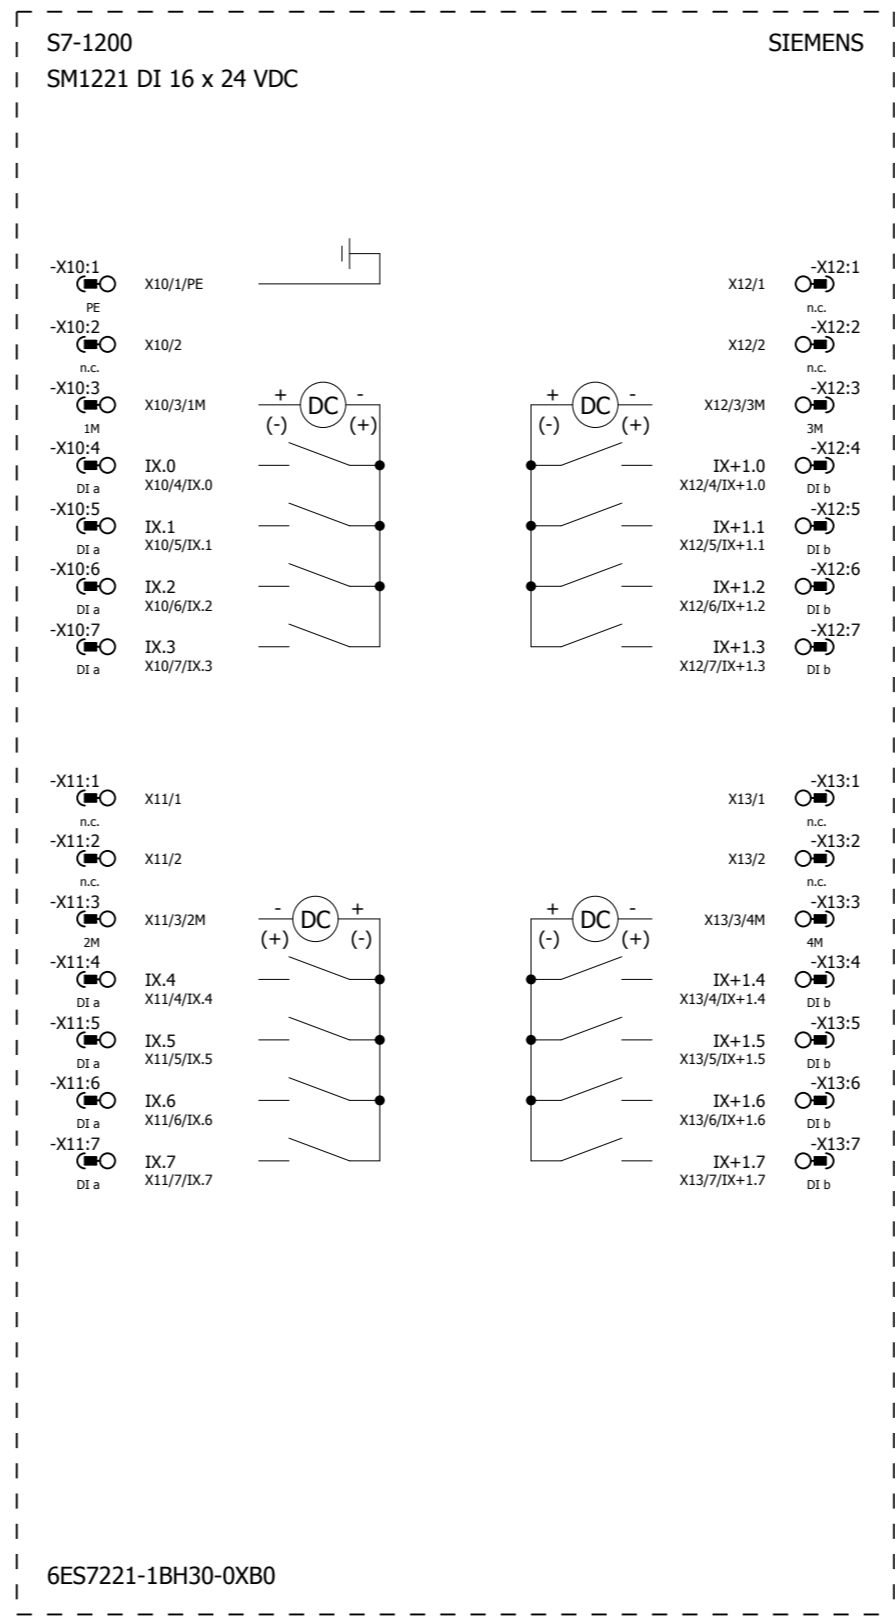 S7-1200 SIEMENS
SM1221 DI 16 x 24 VDC
-X10:1
X10/1/PE
PE
-X10:2
X10/2
n.c.
-X10:3
X10/3/1M
1M
+ DC -
(-) (+)
-X10:4
IX.0
X10/4/IX.0
DI a
-X10:5
IX.1
X10/5/IX.1
DI a
-X10:6
IX.2
X10/6/IX.2
DI a
-X10:7
IX.3
X10/7/IX.3
DI a
-X12:1
X12/1
n.c.
-X12:2
X12/2
n.c.
-X12:3
+ DC -
(-) (+)
X12/3/3M
3M
-X12:4
IX+1.0
X12/4/IX+1.0
DI b
-X12:5
IX+1.1
X12/5/IX+1.1
DI b
-X12:6
IX+1.2
X12/6/IX+1.2
DI b
-X12:7
IX+1.3
X12/7/IX+1.3
DI b
-X11:1
X11/1
n.c.
-X11:2
X11/2
n.c.
-X11:3
X11/3/2M
2M
- DC +
(+) (-)
-X11:4
IX.4
X11/4/IX.4
DI a
-X11:5
IX.5
X11/5/IX.5
DI a
-X11:6
IX.6
X11/6/IX.6
DI a
-X11:7
IX.7
X11/7/IX.7
DI a
-X13:1
X13/1
n.c.
-X13:2
X13/2
n.c.
-X13:3
+ DC -
(-) (+)
X13/3/4M
4M
-X13:4
IX+1.4
X13/4/IX+1.4
DI b
-X13:5
IX+1.5
X13/5/IX+1.5
DI b
-X13:6
IX+1.6
X13/6/IX+1.6
DI b
-X13:7
IX+1.7
X13/7/IX+1.7
DI b
6ES7221-1BH30-0XB0